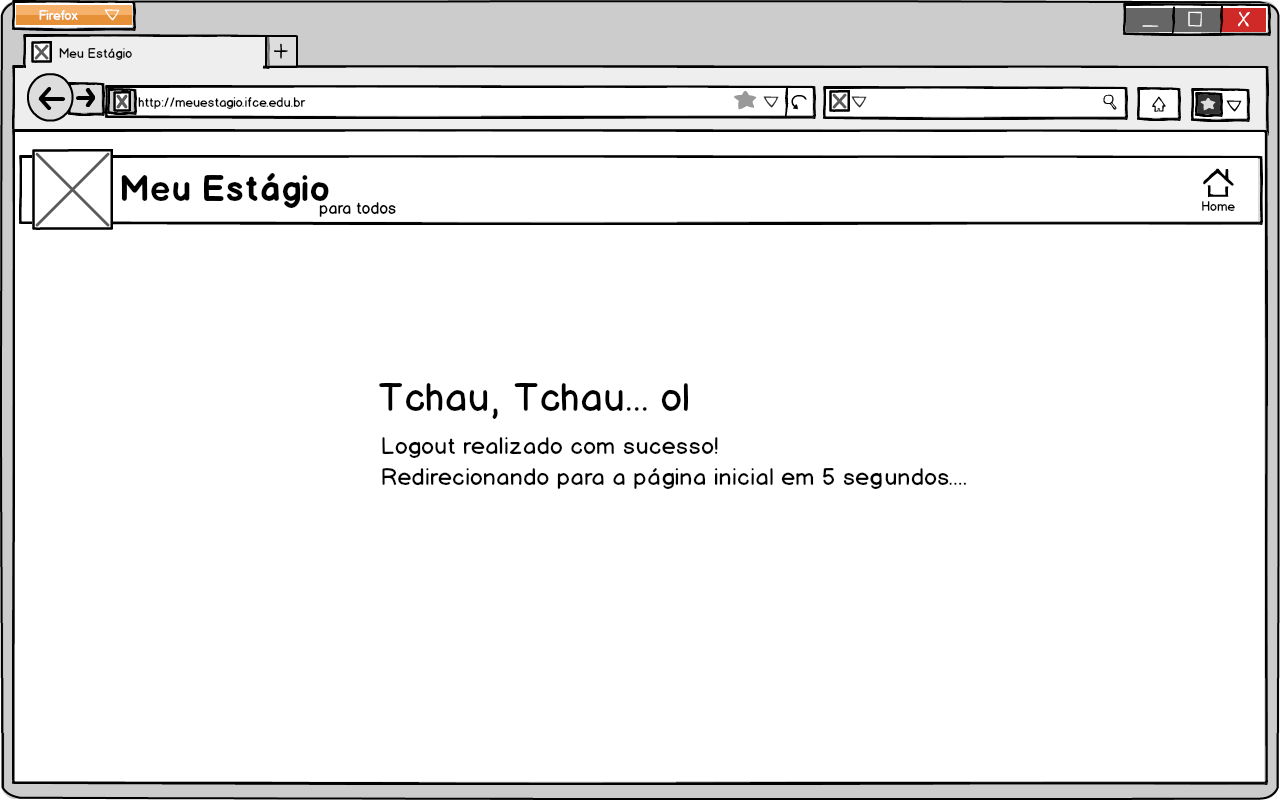 Firefox
Meu Estágio
http://meuestagio.ifce.edu.br
Meu Estágio
para todos
Home
Tchau, Tchau... ol
Logout realizado com sucesso!
Redirecionando para a página inicial em 5 segundos....